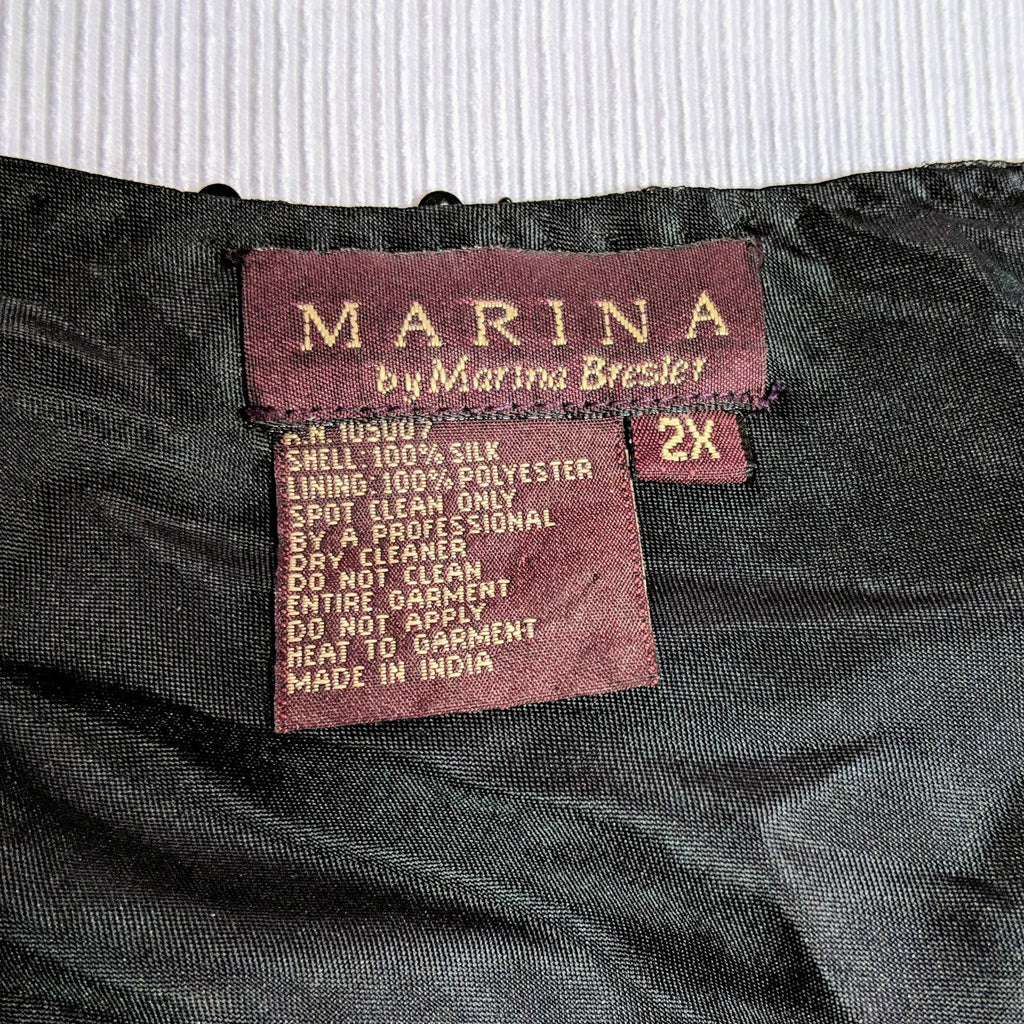 MARINA
by Marina Bresler
2X
SHELL 100% SILK
LINING 100% POLYESTER
SPOT CLEAN ONLY
BY A PROFESSIONAL
DRY CLEANER
DO NOT CLEAN
ENTIRE GARMENT
DO NOT APPLY
HEAT TO GARMENT
MADE IN INDIA